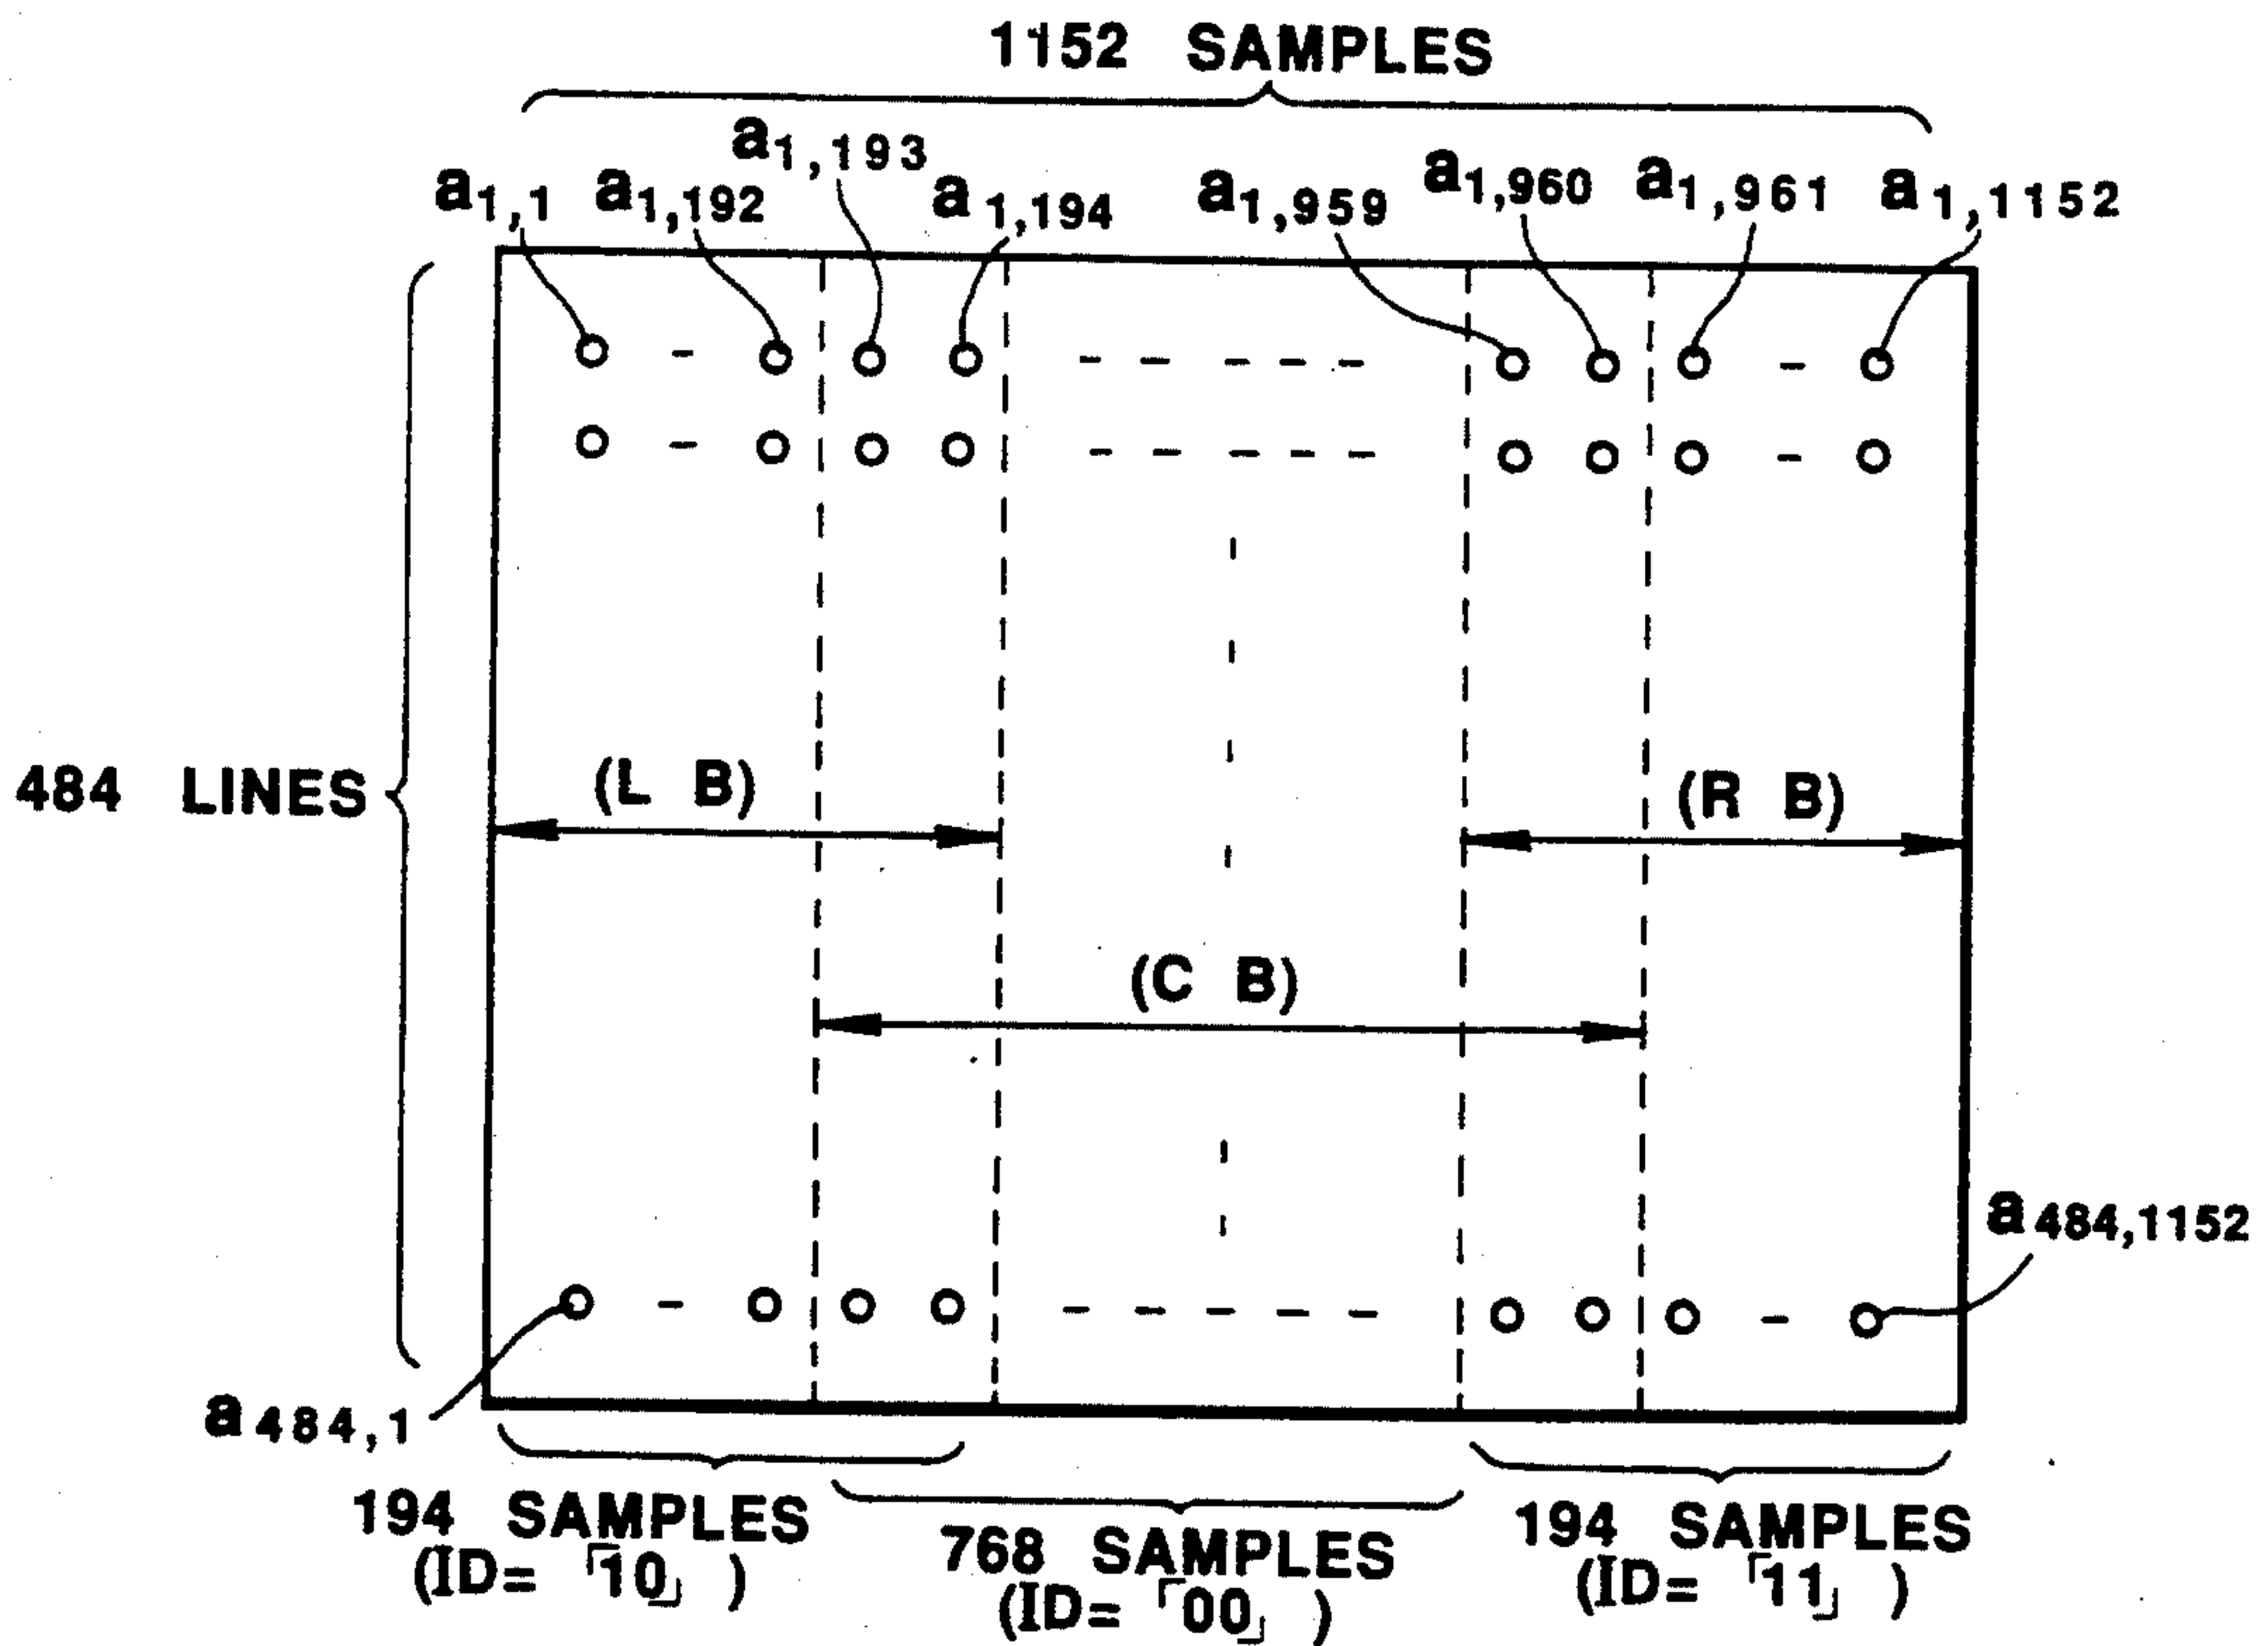 1152 SAMPLES
a1,1 a1,192 a1,193 a1,194 a1,959 a1,960 a1,961 a1,1152
484 LINES
(L B)
(R B)
(C B)
a484,1152
a484,1
194 SAMPLES
(ID= 「10」 )
768 SAMPLES
(ID= 「00」 )
194 SAMPLES
(ID= 「11」 )